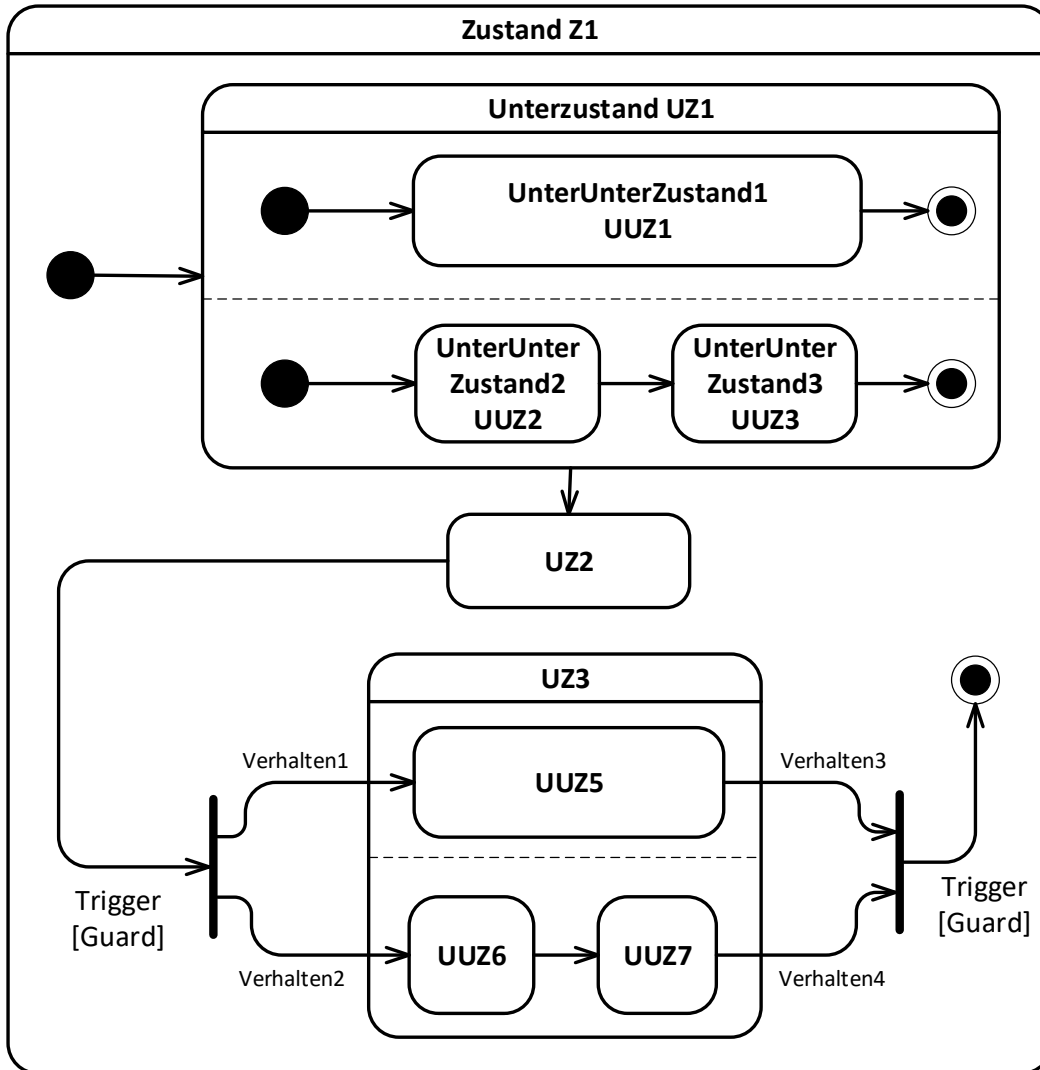 Zustand Z1
Unterzustand UZ1
UnterUnterZustand1
UUZ1
UnterUnter
Zustand2
UUZ2
UnterUnter
Zustand3
UUZ3
UZ2
UZ3
Verhalten1
UUZ5
Verhalten3
Trigger
[Guard]
Verhalten2
UUZ6
UUZ7
Verhalten4
Trigger
[Guard]